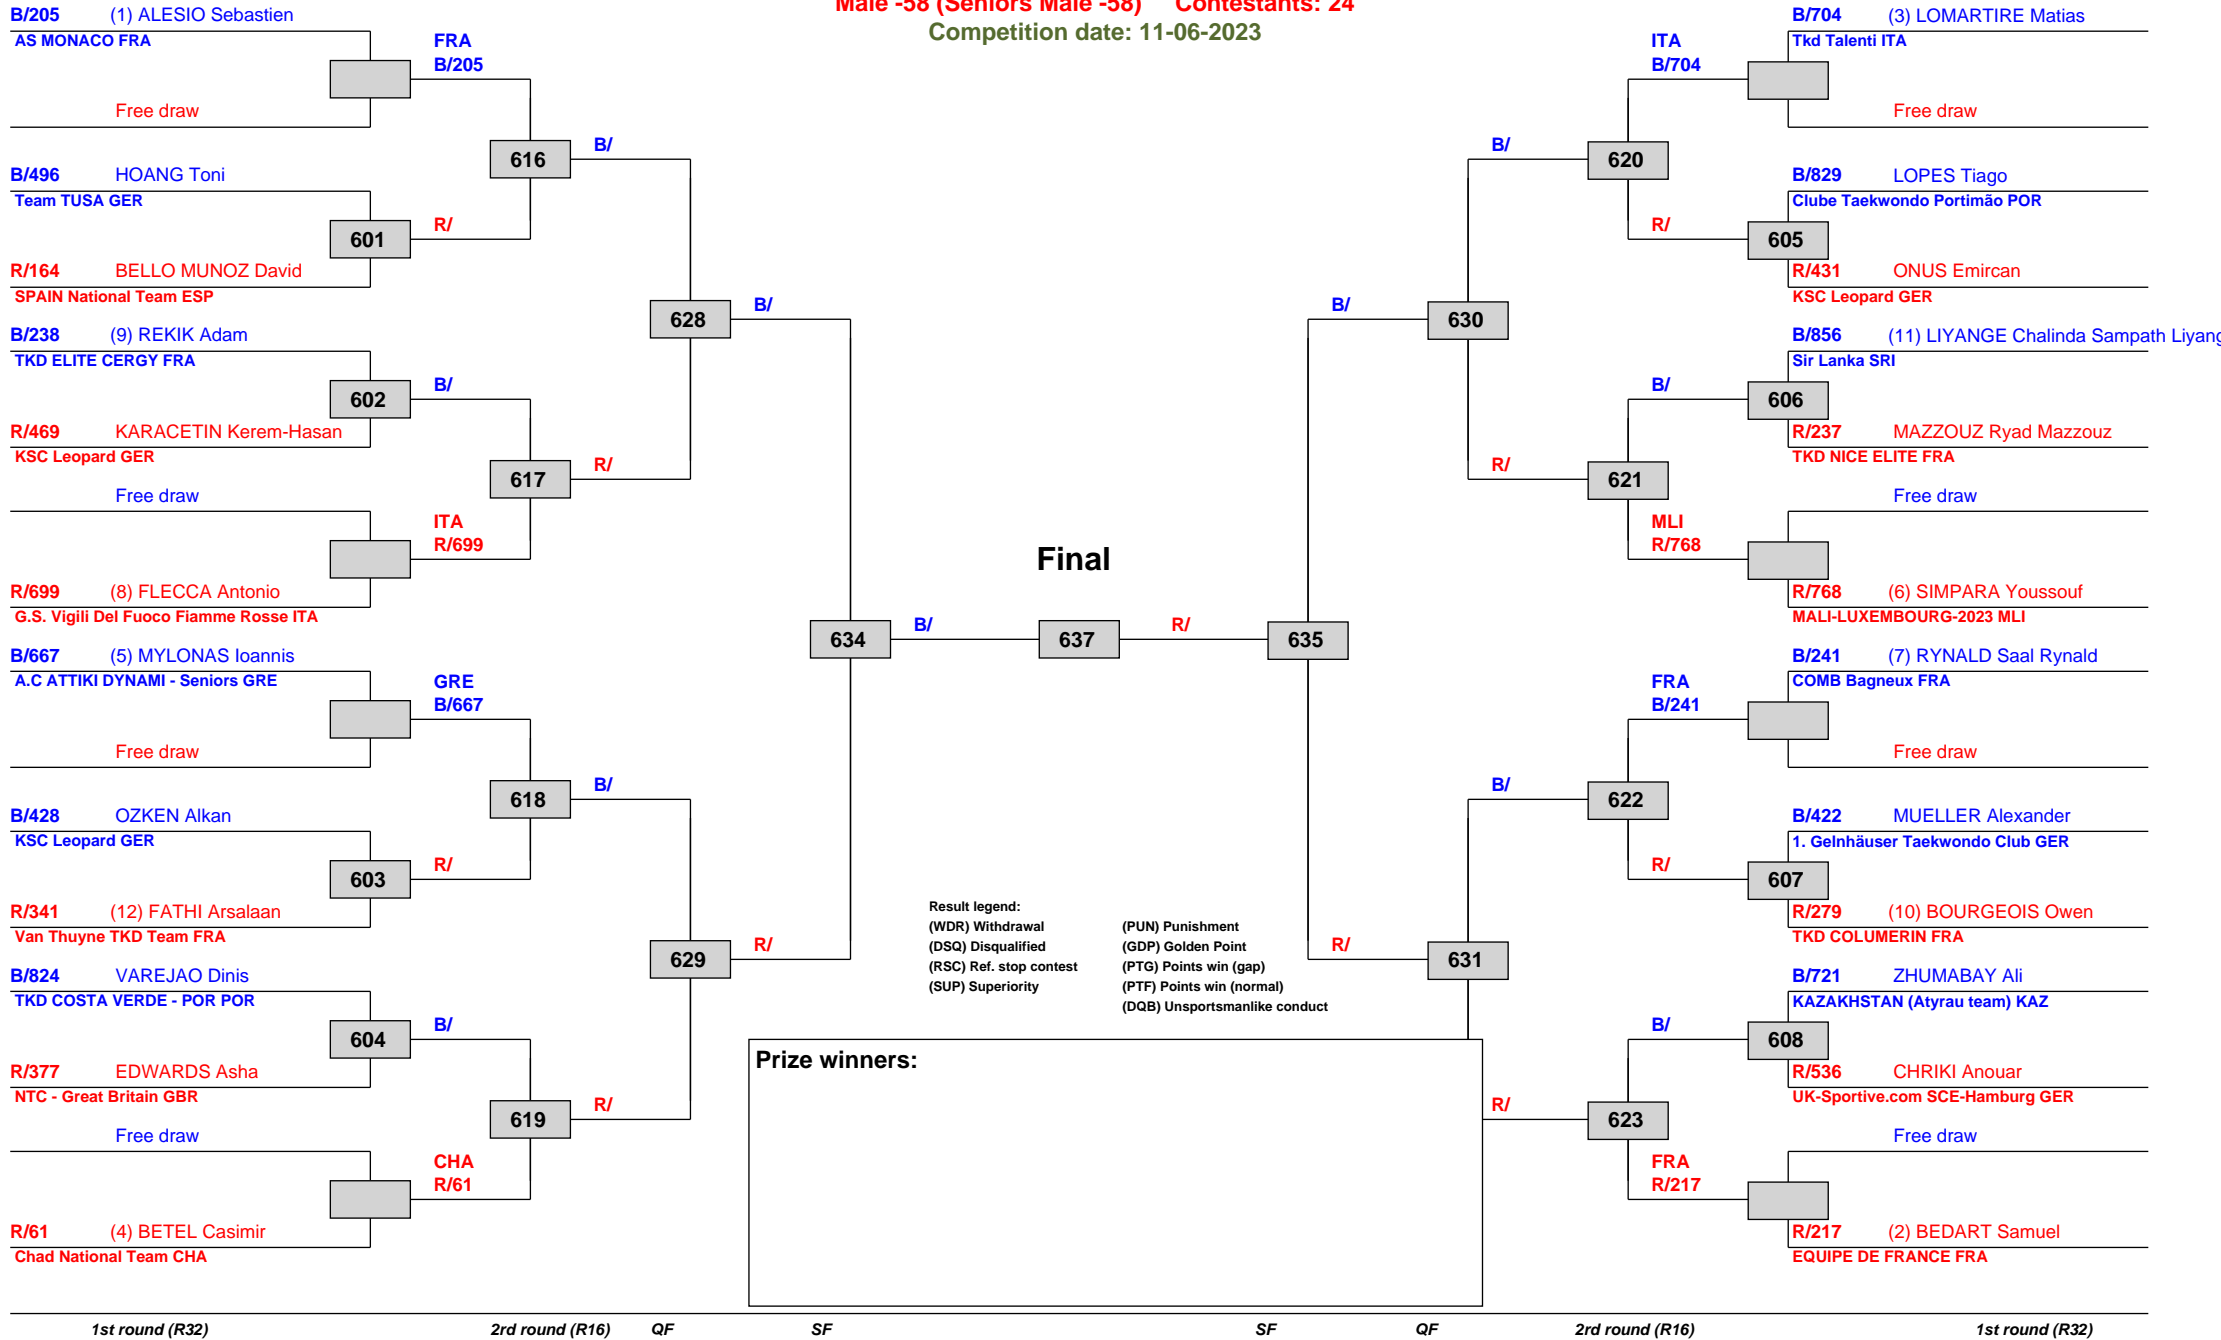 Male -58 (Seniors Male -58) Contestants: 24
Competition date: 11-06-2023
B/205 (1) ALESIO Sebastien
AS MONACO FRA
Free draw
B/496 HOANG Toni
Team TUSA GER
601
R/164 BELLO MUNOZ David
SPAIN National Team ESP
B/238 (9) REKIK Adam
TKD ELITE CERGY FRA
602
R/469 KARACETIN Kerem-Hasan
KSC Leopard GER
Free draw
R/699 (8) FLECCA Antonio
G.S. Vigili Del Fuoco Fiamme Rosse ITA
B/667 (5) MYLONAS Ioannis
A.C ATTIKI DYNAMI - Seniors GRE
Free draw
B/428 OZKEN Alkan
KSC Leopard GER
603
R/341 (12) FATHI Arsalaan
Van Thuyne TKD Team FRA
B/824 VAREJAO Dinis
TKD COSTA VERDE - POR POR
604
R/377 EDWARDS Asha
NTC - Great Britain GBR
Free draw
R/61 (4) BETEL Casimir
Chad National Team CHA
FRA
B/205
616
R/
B/
617
ITA
R/699
GRE
B/667
618
R/
B/
619
CHA
R/61
B/
628
R/
B/
629
R/
B/
634
R/
Final
B/
637
R/
Result legend:
(WDR) Withdrawal
(DSQ) Disqualified
(RSC) Ref. stop contest
(SUP) Superiority
(PUN) Punishment
(GDP) Golden Point
(PTG) Points win (gap)
(PTF) Points win (normal)
(DQB) Unsportsmanlike conduct
Prize winners:
B/
635
R/
B/
630
R/
B/
631
R/
ITA
B/704
620
R/
B/
621
MLI
R/768
FRA
B/241
622
R/
B/
623
FRA
R/217
B/704 (3) LOMARTIRE Matias
Tkd Talenti ITA
Free draw
B/829 LOPES Tiago
Clube Taekwondo Portimão POR
605
R/431 ONUS Emircan
KSC Leopard GER
B/856 (11) LIYANGE Chalinda Sampath Liyang
Sir Lanka SRI
606
R/237 MAZZOUZ Ryad Mazzouz
TKD NICE ELITE FRA
Free draw
R/768 (6) SIMPARA Youssouf
MALI-LUXEMBOURG-2023 MLI
B/241 (7) RYNALD Saal Rynald
COMB Bagneux FRA
Free draw
B/422 MUELLER Alexander
1. Gelnhäuser Taekwondo Club GER
607
R/279 (10) BOURGEOIS Owen
TKD COLUMERIN FRA
B/721 ZHUMABAY Ali
KAZAKHSTAN (Atyrau team) KAZ
608
R/536 CHRIKI Anouar
UK-Sportive.com SCE-Hamburg GER
Free draw
R/217 (2) BEDART Samuel
EQUIPE DE FRANCE FRA
1st round (R32) 2rd round (R16) QF SF SF QF 2rd round (R16) 1st round (R32)